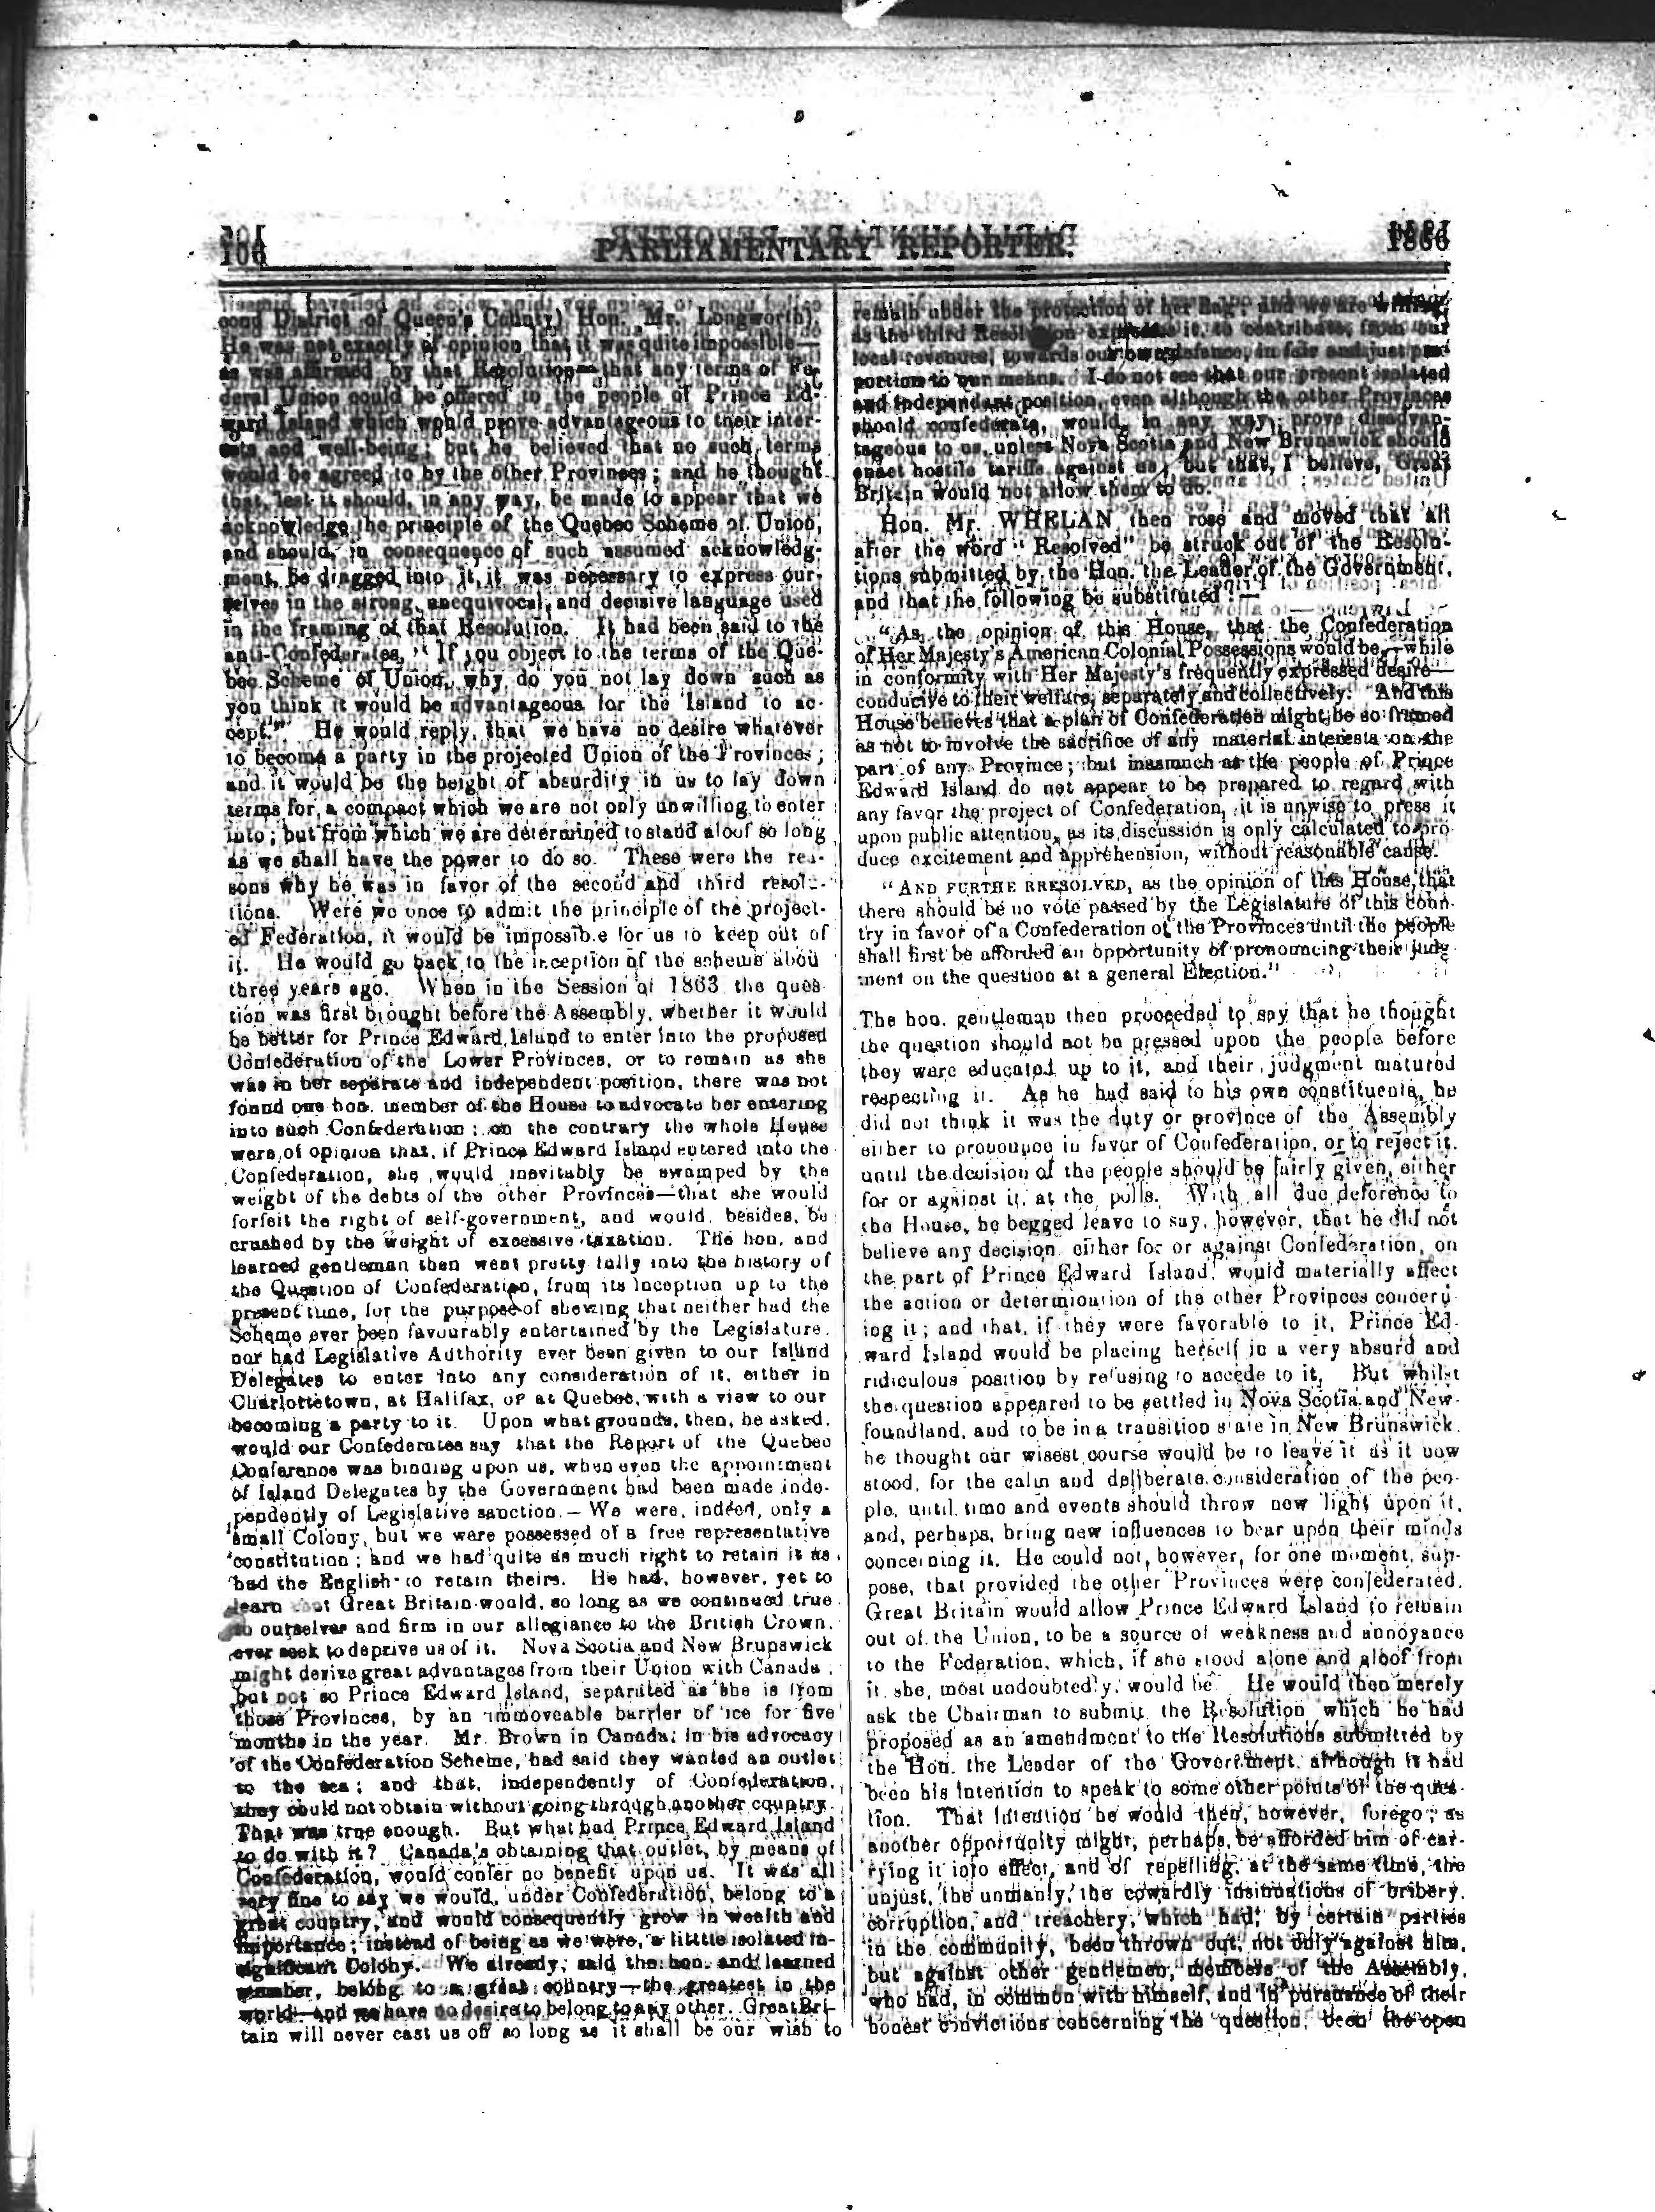 106
PARLIAMENTARY REPORTER.
1866
cond District of Queen's County) Hon. Mr. Longworth).
He was not exactly of opinion that it was quite impossible—
as was affirmed by that Resolution—that any terms of Fe-
deral Union could be offered to the people of Prince Ed-
ward Island which would prove advantageous to their inter-
ests and well-being; but he believed that no such terms
would be agreed to by the other Provinces; and he thought
that, lest it should, in any way, be made to appear that we
acknowledge the principle of the Quebec Scheme of Union,
and should, in consequence of such assumed acknowledg-
ment, be dragged into it, it was necessary to express our-
selves in the strong, unequivocal, and decisive language used
in the framing of that Resolution. It had been said to the
anti-Confederates, "If you object to the terms of the Que-
bec Scheme of Union, why do you not lay down such as
you think it would be advantageous for the Island to ac-
cept?" He would reply, that we have no desire whatever
to become a party in the projected Union of the Provinces;
and it would be the height of absurdity in us to lay down
terms for a compact which we are not only unwilling to enter
into; but from which we are determined to stand aloof so long
as we shall have the power to do so. These were the rea-
sons why he was in favor of the second and third resolu-
tions. Were we once to admit the principle of the project-
ed Federation, it would be impossible for us to keep out of
it. He would go back to the inception of the scheme abou
three years ago. When in the Session of 1863 the ques
tion was first brought before the Assembly, whether it would
be better for Prince Edward Island to enter into the proposed
Confederation of the Lower Provinces, or to remain as she
was in her separate and independent position, there was not
found one hon. member of the House to advocate her entering
into such Confederation; on the contrary the whole House
were of opinion that, if Prince Edward Island entered into the
Confederation, she would inevitably be swamped by the
weight of the debts of the other Provinces—that she would
forfeit the right of self-government, and would, besides, be
crushed by the weight of excessive taxation. The hon. and
learned gentleman then went pretty fully into the history of
the Question of Confederation, from its inception up to the
present time, for the purpose of shewing that neither had the
Scheme ever been favourably entertained by the Legislature,
nor had Legislative Authority ever been given to our Island
Delegates to enter into any consideration of it, either in
Charlottetown, at Halifax, or at Quebec, with a view to our
becoming a party to it. Upon what grounds, then, he asked,
would our Confederates say that the Report of the Quebec
Conference was binding upon us, when even the appointment
of Island Delegates by the Government had been made inde-
pendently of Legislative sanction.—We were, indeed, only a
small Colony, but we were possessed of a free representative
constitution; and we had quite as much right to retain it as
had the English to retain theirs. He had, however, yet to
learn that Great Britain would, so long as we continued true
to ourselves and firm in our allegiance to the British Crown,
ever seek to deprive us of it. Nova Scotia and New Brunswick
might derive great advantages from their Union with Canada;
but not so Prince Edward Island, separated as she is from
those Provinces, by an immoveable barrier of ice for five
months in the year. Mr. Brown in Canada, in his advocacy
of the Confederation Scheme, had said they wanted an outlet
to the sea; and that, independently of Confederation,
they could not obtain without going through another country.
That was true enough. But what had Prince Edward Island
to do with it? Canada's obtaining that outlet, by means of
Confederation, would confer no benefit upon us. It was all
very fine to say we would, under Confederation, belong to a
great country, and would consequently grow in wealth and
importance; instead of being as we were, a litttle isolated in-
significant Colony. We already, said the hon. and learned
member, belong to a great country—the greatest in the
world—and we have no desire to belong to any other. Great Bri-
tain will never cast us off so long as it shall be our wish to
remain under the protection of her flag; and we are willing,
as the third Resolution expresses it, to contribute, from our
local revenues, towards our own defence, in fair and just pro-
portion to our means. I do not see that our present isolated
and independent position, even although the other Provinces
should confederate, would, in any way, prove disadvan-
tageous to us, unless Nova Scotia and New Brunswick should
enact hostile tariffs against us; but that, I believe, Great
Britain would not allow them to do.
Hon. Mr. WHELAN then rose and moved that all
after the word "Resolved" be struck out of the Resolu-
tions submitted by the Hon. the Leader of the Government,
and that the following be substituted:—
"As the opinion of this House, that the Confederation
of Her Majesty's American Colonial Possessions would be,—while
in conformity with Her Majesty's frequently expressed desire—
conducive to their welfare, separately and collectively. And this
House believes that a plan of Confederation might be so framed
as not to involve the sacrifice of any material interests on the
part of any Province; but inasmuch as the people of Prince
Edward Island do not appear to be prepared to regard with
any favor the project of Confederation, it is unwise to press it
upon public attention, as its discussion is only calculated to pro
duce excitement and apprehension, without reasonable cause.
"AND FURTHE RRESOLVED, as the opinion of this House, that
there should be no vote passed by the Legislature of this coun-
try in favor of a Confederation of the Provinces until the people
shall first be afforded an opportunity of pronouncing their judg
ment on the question at a general Election."
The hon. gentleman then proceeded to say that he thought
the question should not be pressed upon the people before
they were educated up to it, and their judgment matured
respecting it. As he had said to his own constituents, he
did not think it was the duty or province of the Assembly
either to pronounce in favor of Confederation, or to reject it,
until the decision of the people should be fairly given, either
for or against it, at the polls. With all due deference to
the House, he begged leave to say, however, that he did not
believe any decision, either for or against Confederation, on
the part of Prince Edward Island, would materially affect
the action or determination of the other Provinces concern
ing it; and that, if they were favorable to it, Prince Ed-
ward Island would be placing herself in a very absurd and
ridiculous position by refusing to accede to it. But whilst
the question appeared to be settled in Nova Scotia and New-
foundland, and to be in a transition state in New Brunswick,
he thought our wisest course would be to leave it as it now
stood, for the calm and deliberate consideration of the peo-
ple, until time and events should throw new light upon it,
and, perhaps, bring new influences to bear upon their minds
concerning it. He could not, however, for one moment, sup-
pose, that provided the other Provinces were confederated,
Great Britain would allow Prince Edward Island to remain
out of the Union, to be a source of weakness and annoyance
to the Federation, which, if she stood alone and aloof from
it she, most undoubtedly, would be. He would then merely
ask the Chairman to submit the Resolution which he had
proposed as an amendment to the Resolutions submitted by
the Hon. the Leader of the Government, although it had
been his intention to speak to some other points of the ques-
tion. That intention he would then, however, forego; as
another opportunity might, perhaps, be afforded him of car-
rying it into effect, and of repelling, at the same time, the
unjust, the unmanly, the cowardly insinuations of bribery,
corruption, and treachery, which had, by certain parties
in the community, been thrown out, not only against him,
but against other gentlemen, members of the Assembly,
who had, in common with himself, and in pursuance of their
honest convictions concerning the question, been the open